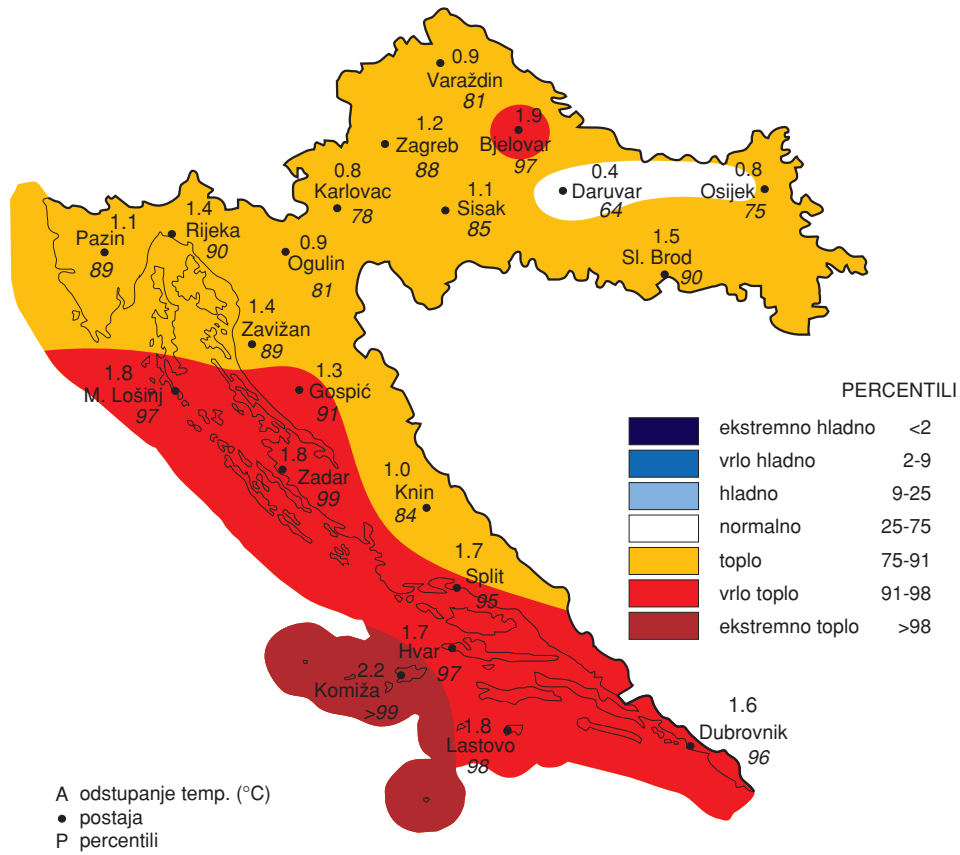 0.9
Varaždin
81
1.9
Bjelovar
97
1.2
Zagreb
88
0.4
Daruvar
64
0.8
Osijek
75
0.8
Karlovac
78
1.1
Sisak
85
1.1
Pazin
89
1.4
Rijeka
90
0.9
Ogulin
81
1.5
Sl. Brod
90
1.4
Zavižan
89
1.8
M. Lošinj
97
1.3
Gospić
91
1.8
Zadar
99
1.0
Knin
84
1.7
Split
95
1.7
Hvar
97
2.2
Komiža
>99
1.8
Lastovo
98
1.6
Dubrovnik
96
PERCENTILI
ekstremno hladno <2
vrlo hladno 2-9
hladno 9-25
normalno 25-75
toplo 75-91
vrlo toplo 91-98
ekstremno toplo >98
A odstupanje temp. (°C)
● postaja
P percentili